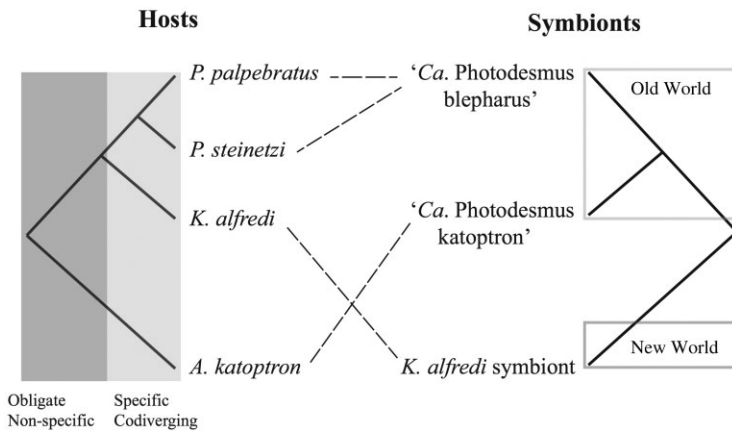 Hosts
Symbionts
P. palpebratus
'Ca. Photodesmus
blepharus'
Old World
P. steinetzi
K. alfredi
'Ca. Photodesmus
katoptron'
A. katoptron
K. alfredi symbiont
New World
Obligate
Non-specific
Specific
Codiverging